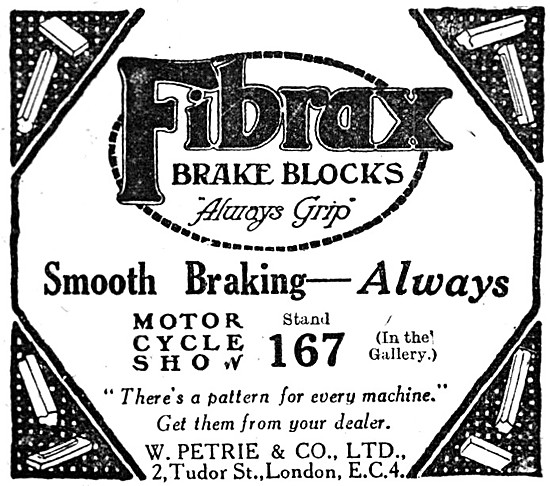 Fibrax
BRAKE BLOCKS
"Always Grip"
Smooth Braking—Always
MOTOR
CYCLE
SHOW
Stand
167
(In the
Gallery.)
"There's a pattern for every machine."
Get them from your dealer.
W. PETRIE & CO., LTD.,
2, Tudor St., London, E.C.4.